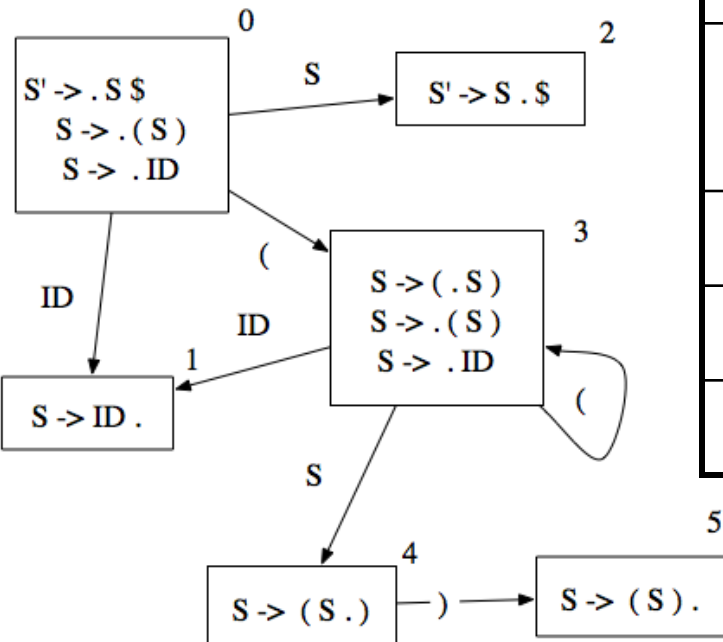 0
S' -> . S $
S -> . ( S )
S -> . ID
S
2
S' -> S . $
(
3
S -> ( . S )
S -> . ( S )
S -> . ID
ID
ID
1
S -> ID .
(
S
4
S -> ( S . )
)
5
S -> ( S ) .